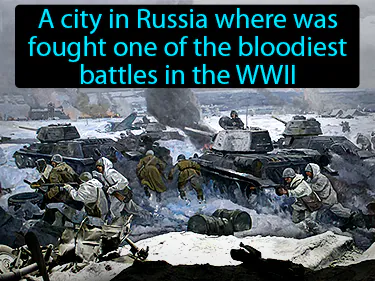 A city in Russia where was
fought one of the bloodiest
battles in the WWII